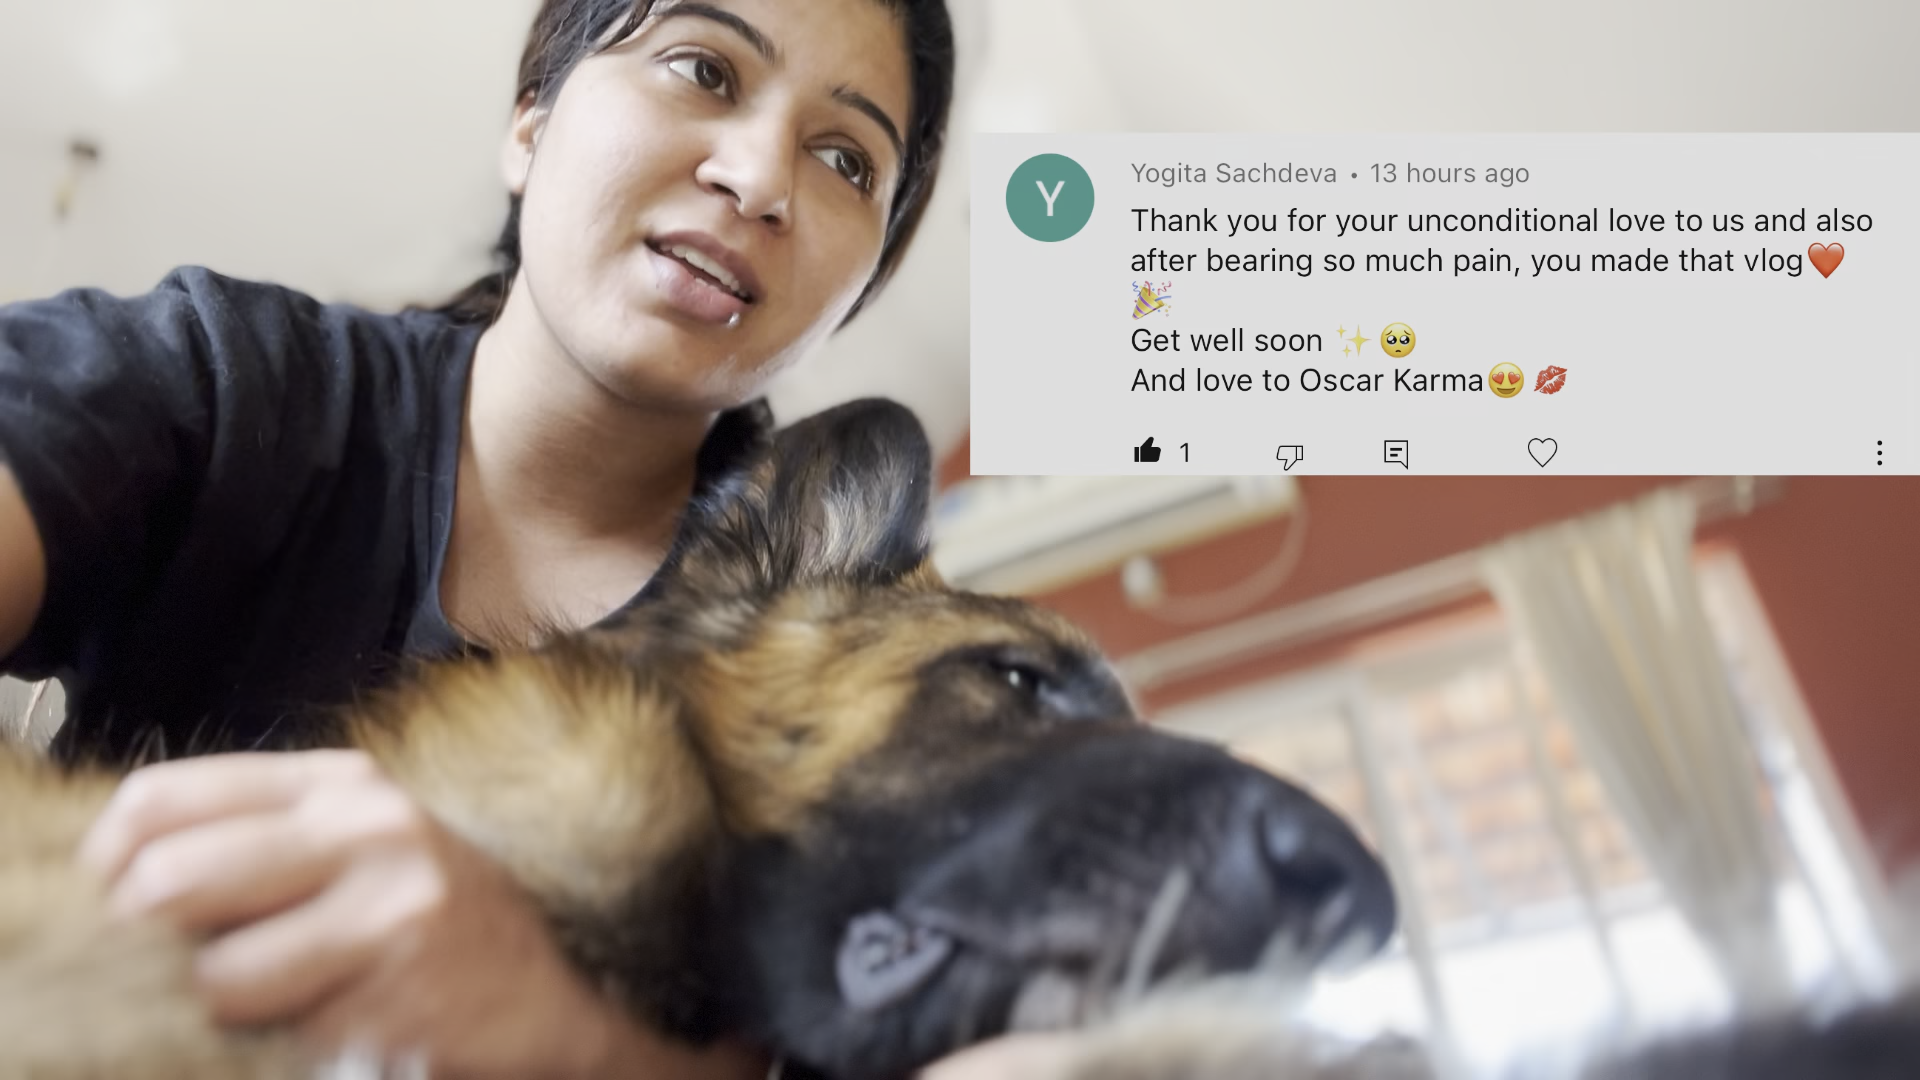 Y
Yogita Sachdeva • 13 hours ago
Thank you for your unconditional love to us and also
after bearing so much pain, you made that vlog❤️
🎉
Get well soon ✨🥺
And love to Oscar Karma😍💋
1